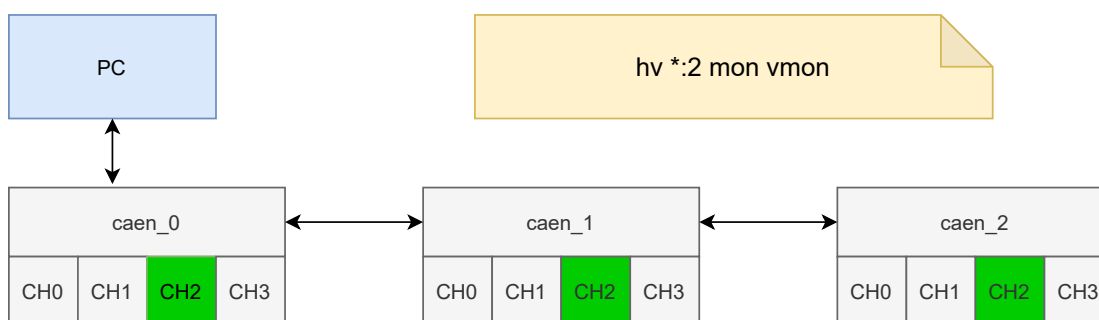 PC
hv *:2 mon vmon
caen_0
caen_1
caen_2
CH0 CH1 CH2 CH3
CH0 CH1 CH2 CH3
CH0 CH1 CH2 CH3